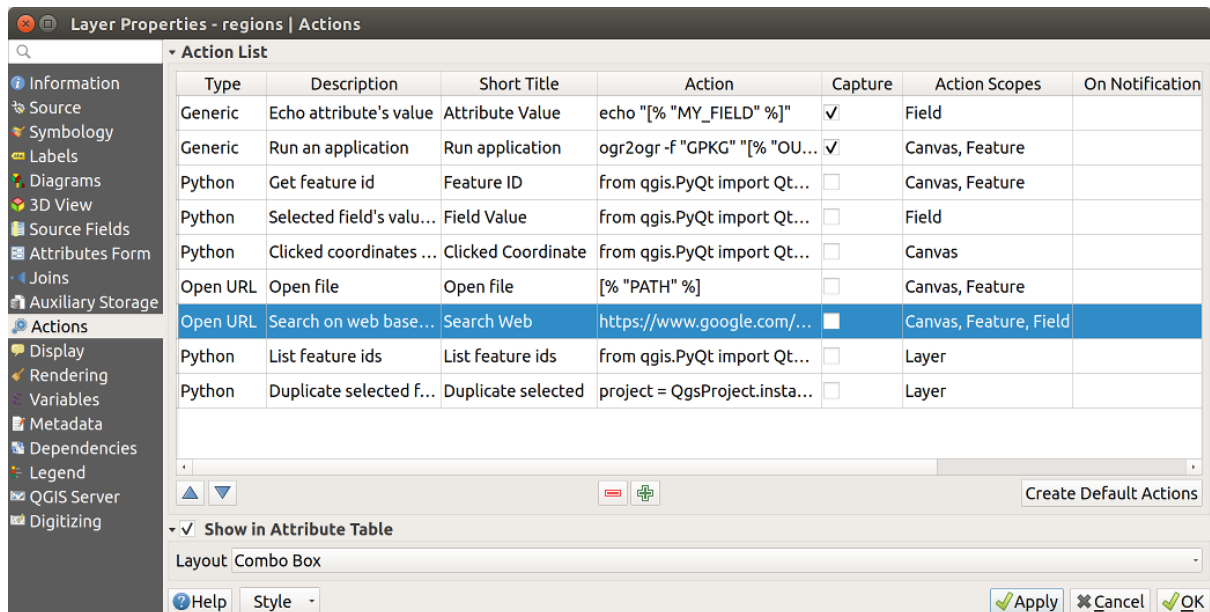 Layer Properties - regions | Actions
Information
Source
Symbology
Labels
Diagrams
3D View
Source Fields
Attributes Form
Joins
Auxiliary Storage
Actions
Display
Rendering
Variables
Metadata
Dependencies
Legend
QGIS Server
Digitizing
Action List
Type Description Short Title Action Capture Action Scopes On Notification
Generic Echo attribute's value Attribute Value echo "[% "MY_FIELD" %]" Field
Generic Run an application Run application ogr2ogr -f "GPKG" "[% "OU... Canvas, Feature
Python Get feature id Feature ID from qgis.PyQt import Qt... Canvas, Feature
Python Selected field's valu... Field Value from qgis.PyQt import Qt... Field
Python Clicked coordinates ... Clicked Coordinate from qgis.PyQt import Qt... Canvas
Open URL Open file Open file [% "PATH" %] Canvas, Feature
Open URL Search on web base... Search Web https://www.google.com/... Canvas, Feature, Field
Python List feature ids List feature ids from qgis.PyQt import Qt... Layer
Python Duplicate selected f... Duplicate selected project = QgsProject.insta... Layer
Create Default Actions
Show in Attribute Table
Layout Combo Box
Help Style Apply Cancel OK